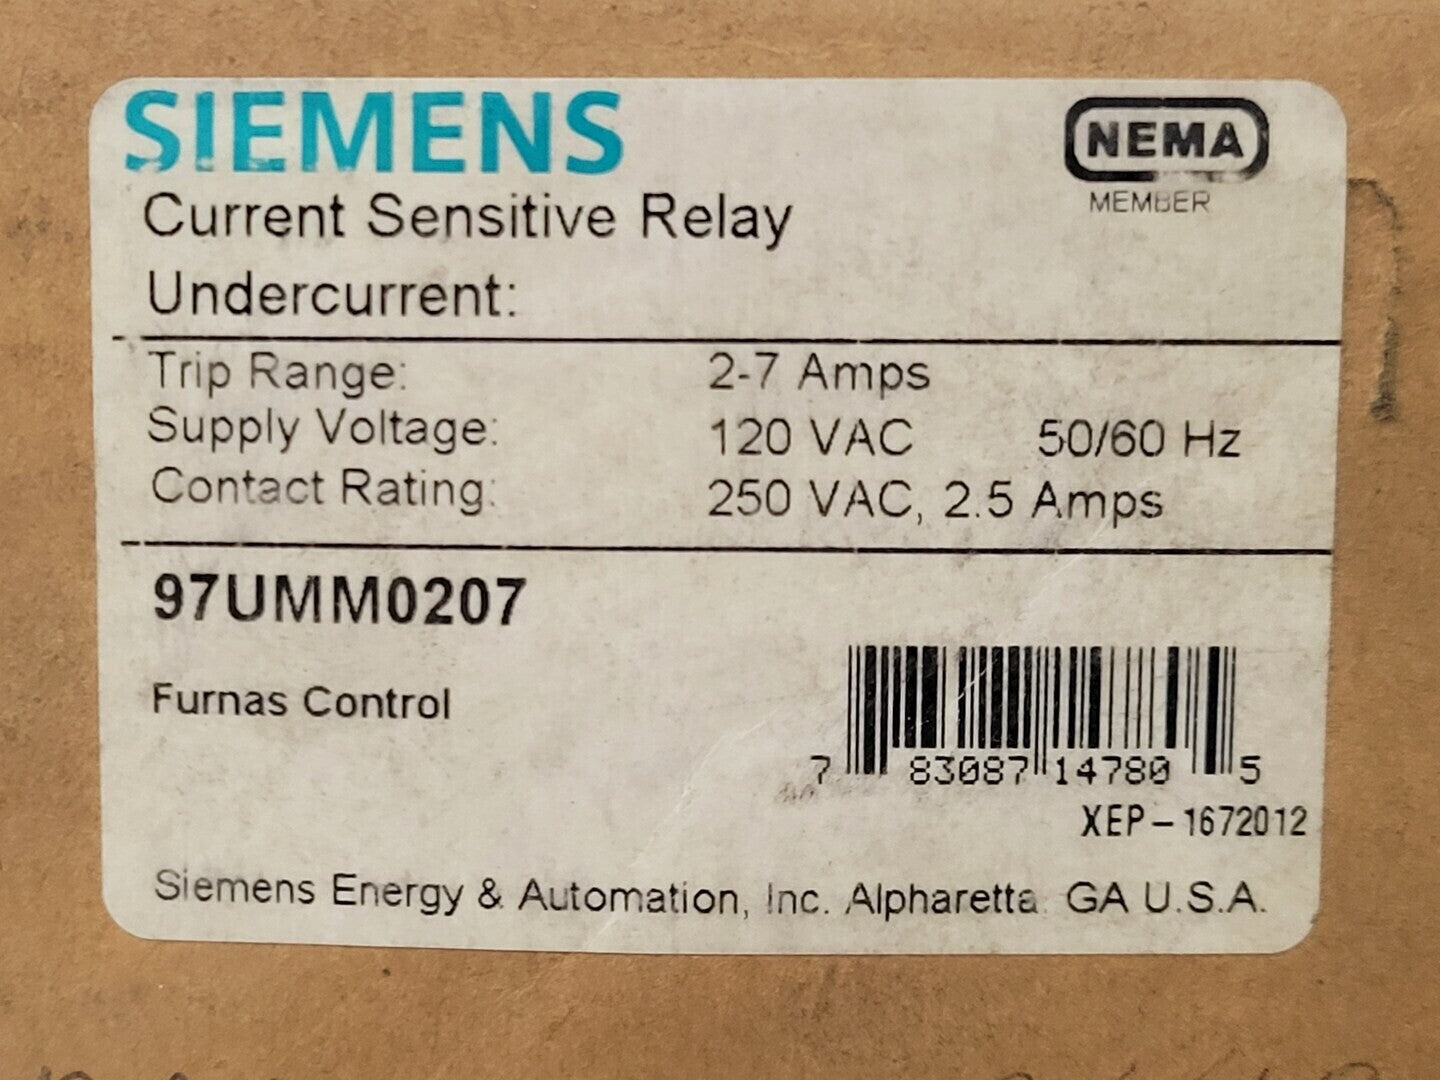 SIEMENS
NEMA
MEMBER
Current Sensitive Relay
Undercurrent:
Trip Range: 2-7 Amps
Supply Voltage: 120 VAC 50/60 Hz
Contact Rating: 250 VAC, 2.5 Amps
97UMM0207
Furnas Control
7 83087 14780 5
XEP-1672012
Siemens Energy & Automation, Inc. Alpharetta GA U.S.A.